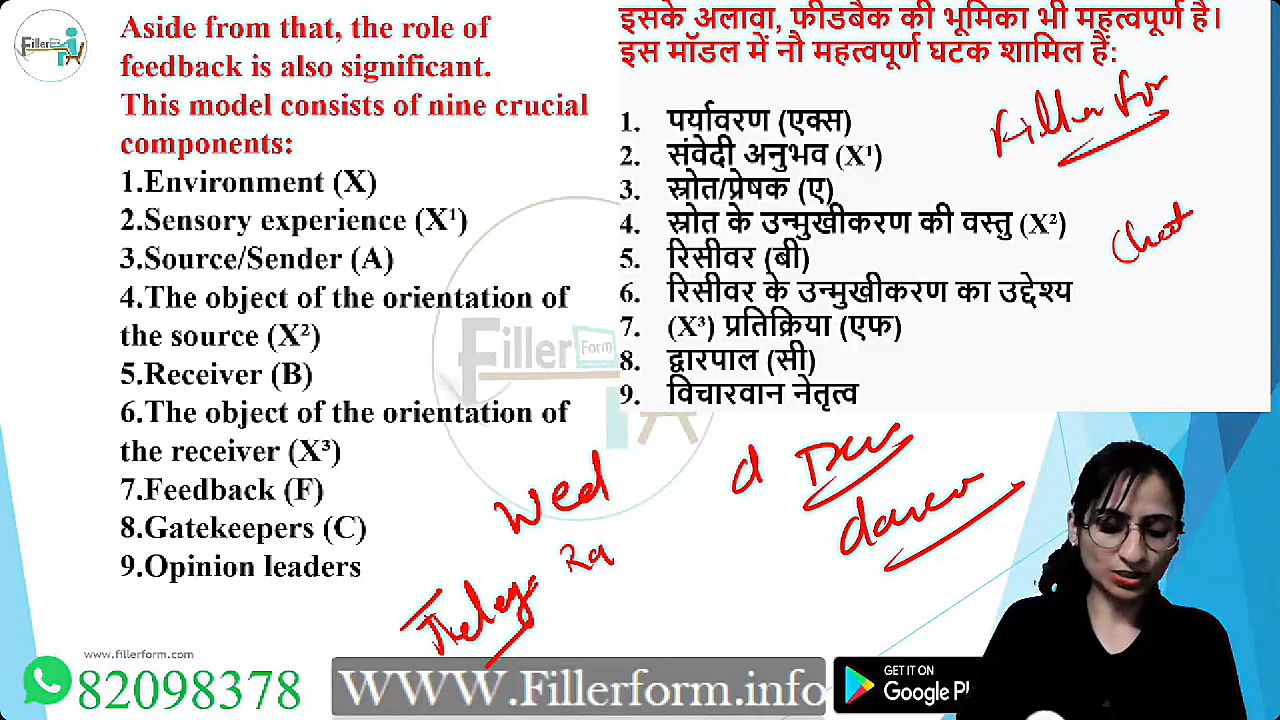 Filler
Aside from that, the role of
feedback is also significant.
This model consists of nine crucial
components:
1.Environment (X)
2.Sensory experience (X¹)
3.Source/Sender (A)
4.The object of the orientation of
the source (X²)
5.Receiver (B)
6.The object of the orientation of
the receiver (X³)
7.Feedback (F)
8.Gatekeepers (C)
9.Opinion leaders
इसके अलावा, फीडबैक की भूमिका भी महत्वपूर्ण है।
इस मॉडल में नौ महत्वपूर्ण घटक शामिल हैं:
1. पर्यावरण (एक्स)
2. संवेदी अनुभव (X¹)
3. स्रोत/प्रेषक (ए)
4. स्रोत के उन्मुखीकरण की वस्तु (X²)
5. रिसीवर (बी)
6. रिसीवर के उन्मुखीकरण का उद्देश्य
7. (X³) प्रतिक्रिया (एफ)
8. द्वारपाल (सी)
9. विचारवान नेतृत्व
Filler Form
Wed
d
www.fillerform.com
82098378
WWW.Fillerform.info
GET IT ON
Google Pl